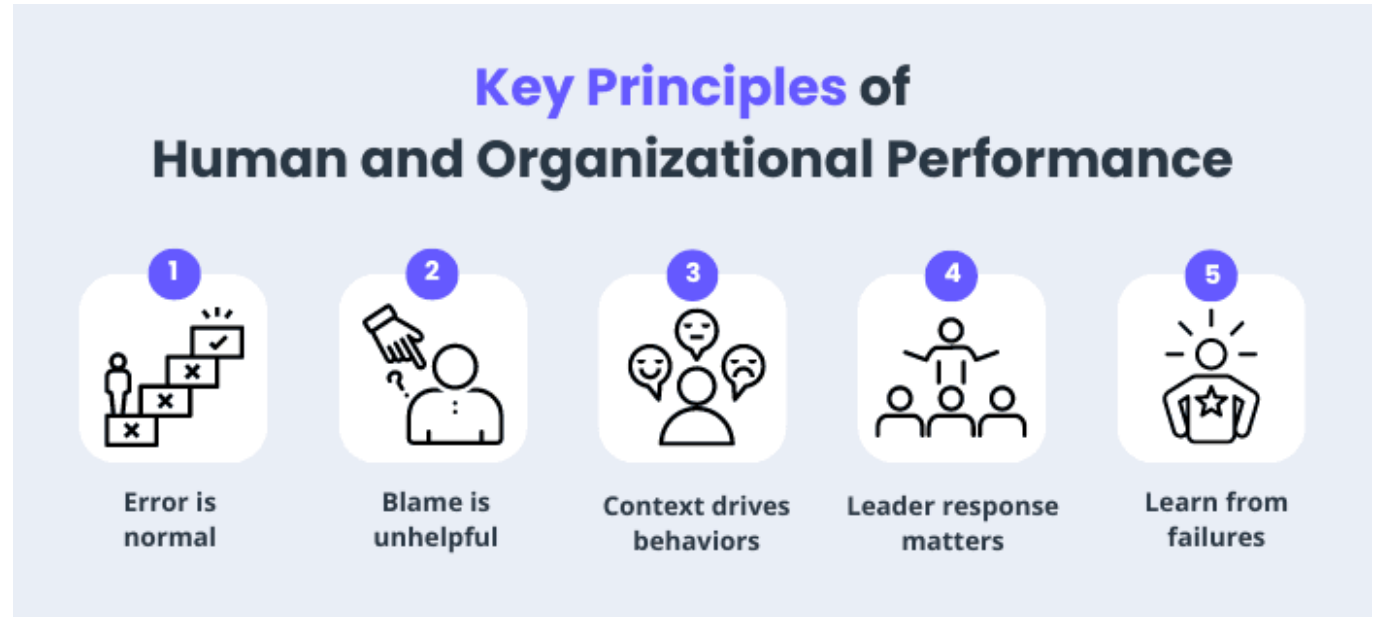 Key Principles of
Human and Organizational Performance
1
Error is
normal
2
?
Blame is
unhelpful
3
Context drives
behaviors
4
Leader response
matters
5
Learn from
failures